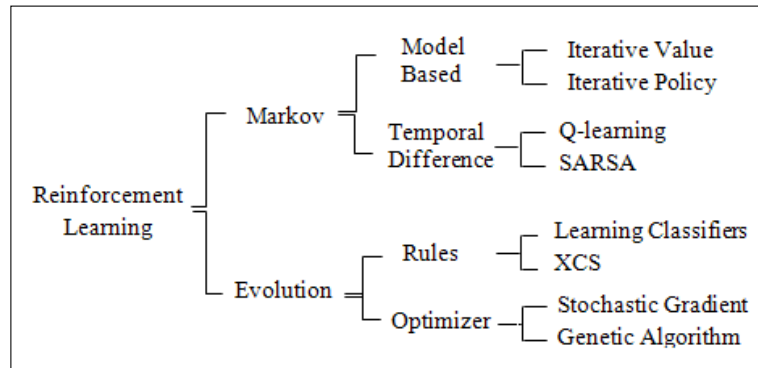 Reinforcement
Learning
Markov
Model
Based
Iterative Value
Iterative Policy
Temporal
Difference
Q-learning
SARSA
Evolution
Rules
Learning Classifiers
XCS
Optimizer
Stochastic Gradient
Genetic Algorithm